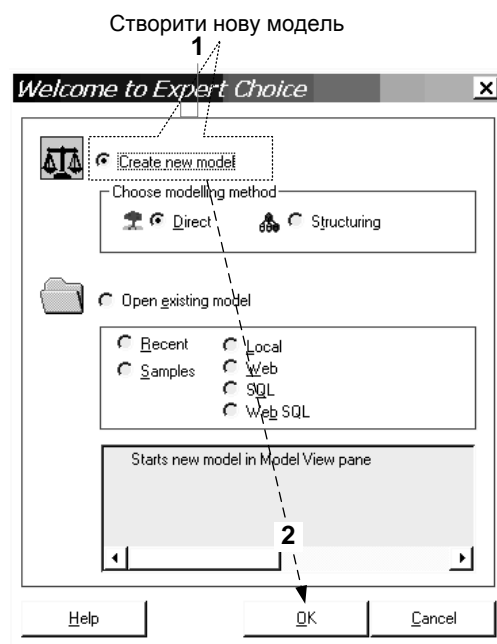 Створити нову модель
1
Welcome to Expert Choice
Create new model
Choose modelling method
Direct Structuring
Open existing model
Recent Local
Samples Web
SQL
Web SQL
Starts new model in Model View pane
2
Help OK Cancel